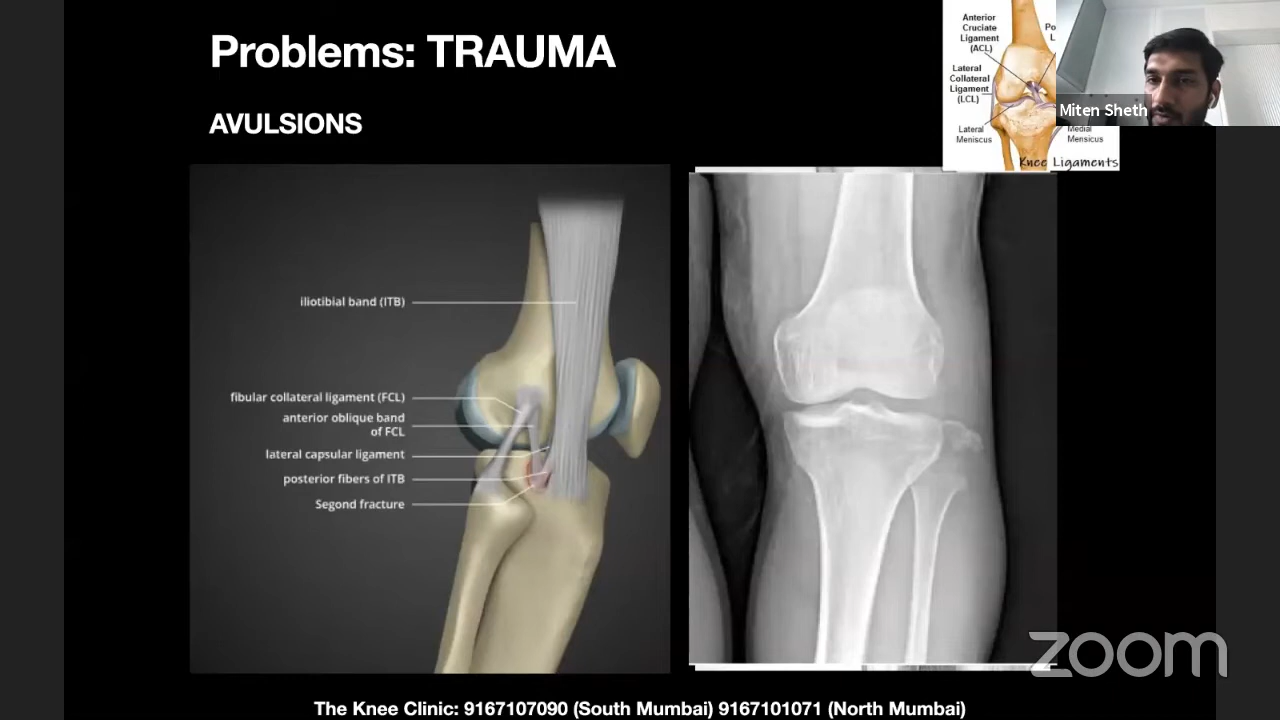 Problems: TRAUMA
AVULSIONS
iliotibial band (ITB)
fibular collateral ligament (FCL)
anterior oblique band
of FCL
lateral capsular ligament
posterior fibers of ITB
Segond fracture
Anterior
Cruciate
Ligament
(ACL)
Lateral
Collateral
Ligament
(LCL)
Lateral
Meniscus
Po
L
Medial
Mensicus
Knee Ligaments
Miten Sheth
zoom
The Knee Clinic: 9167107090 (South Mumbai) 9167101071 (North Mumbai)